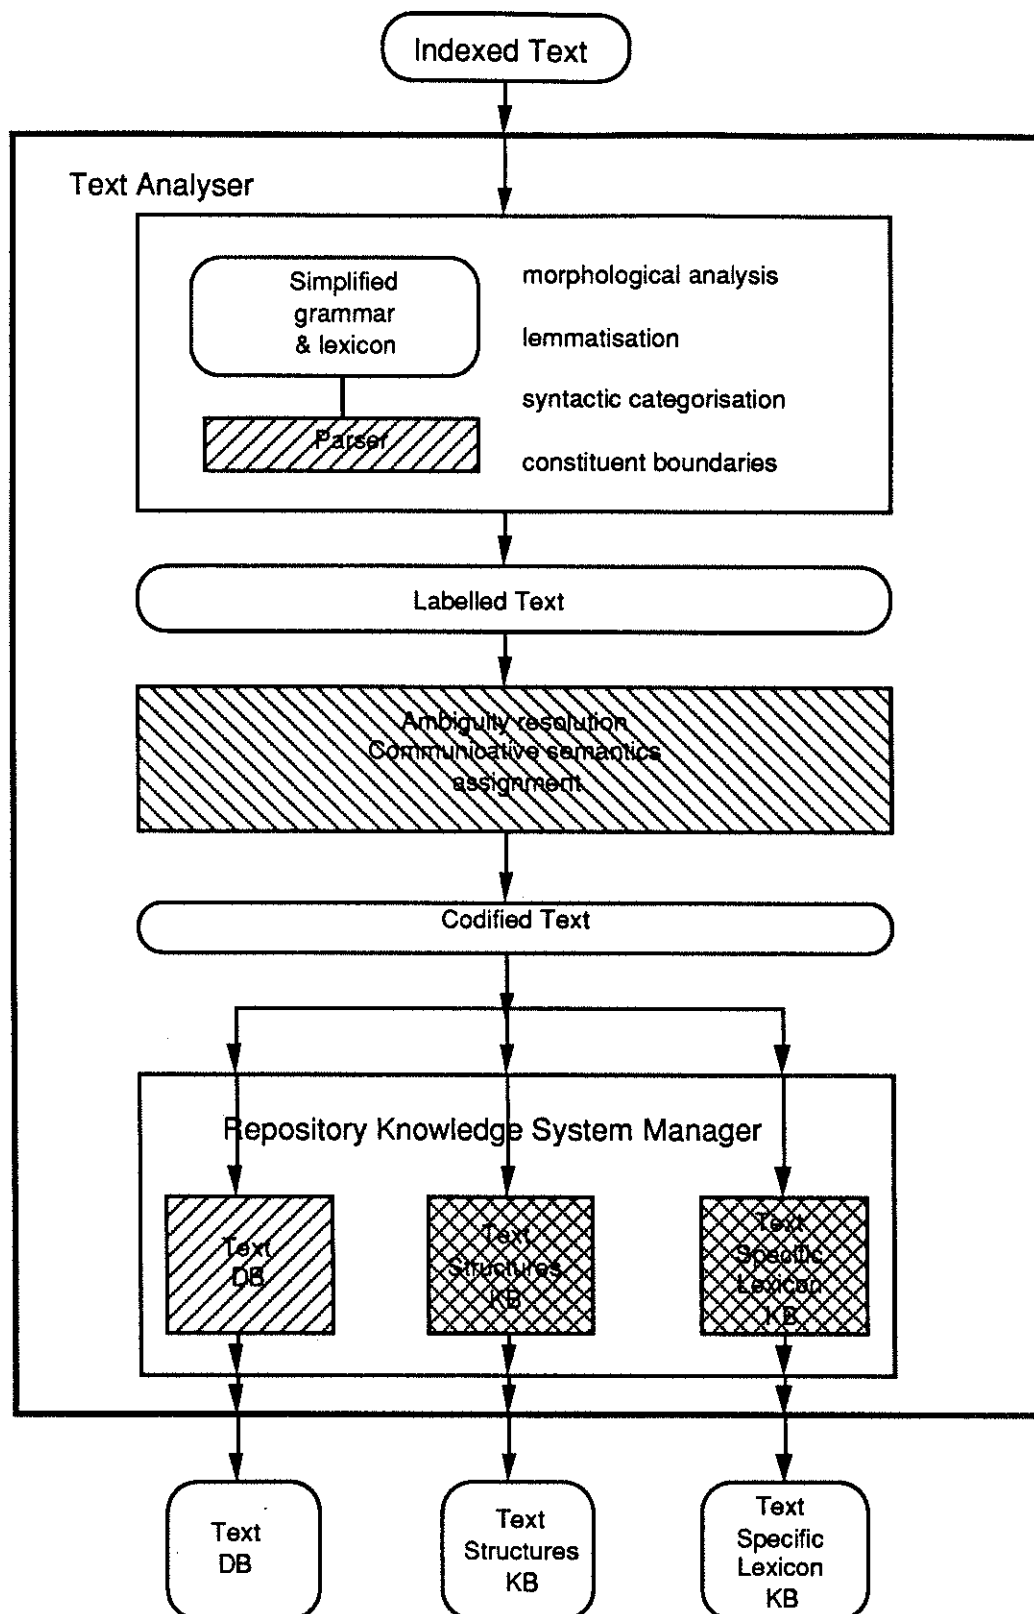 Indexed Text
Text Analyser
Simplified
grammar
& lexicon
Parser
morphological analysis
lemmatisation
syntactic categorisation
constituent boundaries
Labelled Text
Ambiguity resolution
Communicative semantics
assignment
Codified Text
Repository Knowledge System Manager
Text
DB
Text
Structures
KB
Text
Specific
Lexicon
KB
Text
DB
Text
Structures
KB
Text
Specific
Lexicon
KB